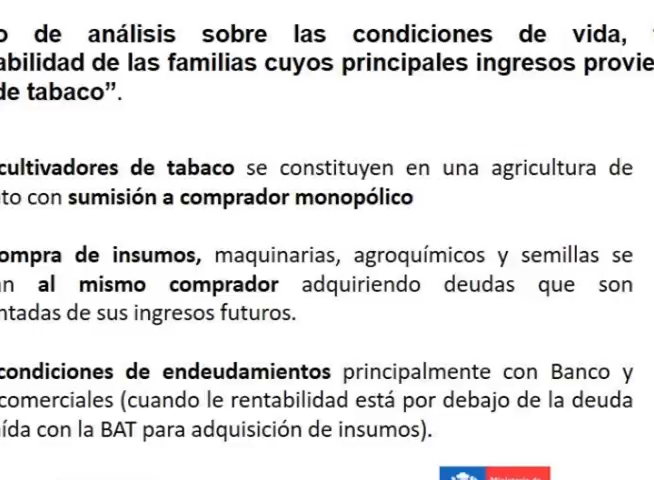 o de análisis sobre las condiciones de vida,
abilidad de las familias cuyos principales ingresos provie
de tabaco”.
cultivadores de tabaco se constituyen en una agricultura de
to con sumisión a comprador monopólico
ompra de insumos, maquinarias, agroquímicos y semillas se
n al mismo comprador adquiriendo deudas que son
ntadas de sus ingresos futuros.
condiciones de endeudamientos principalmente con Banco y
comerciales (cuando le rentabilidad está por debajo de la deuda
ída con la BAT para adquisición de insumos).
Ministerio de